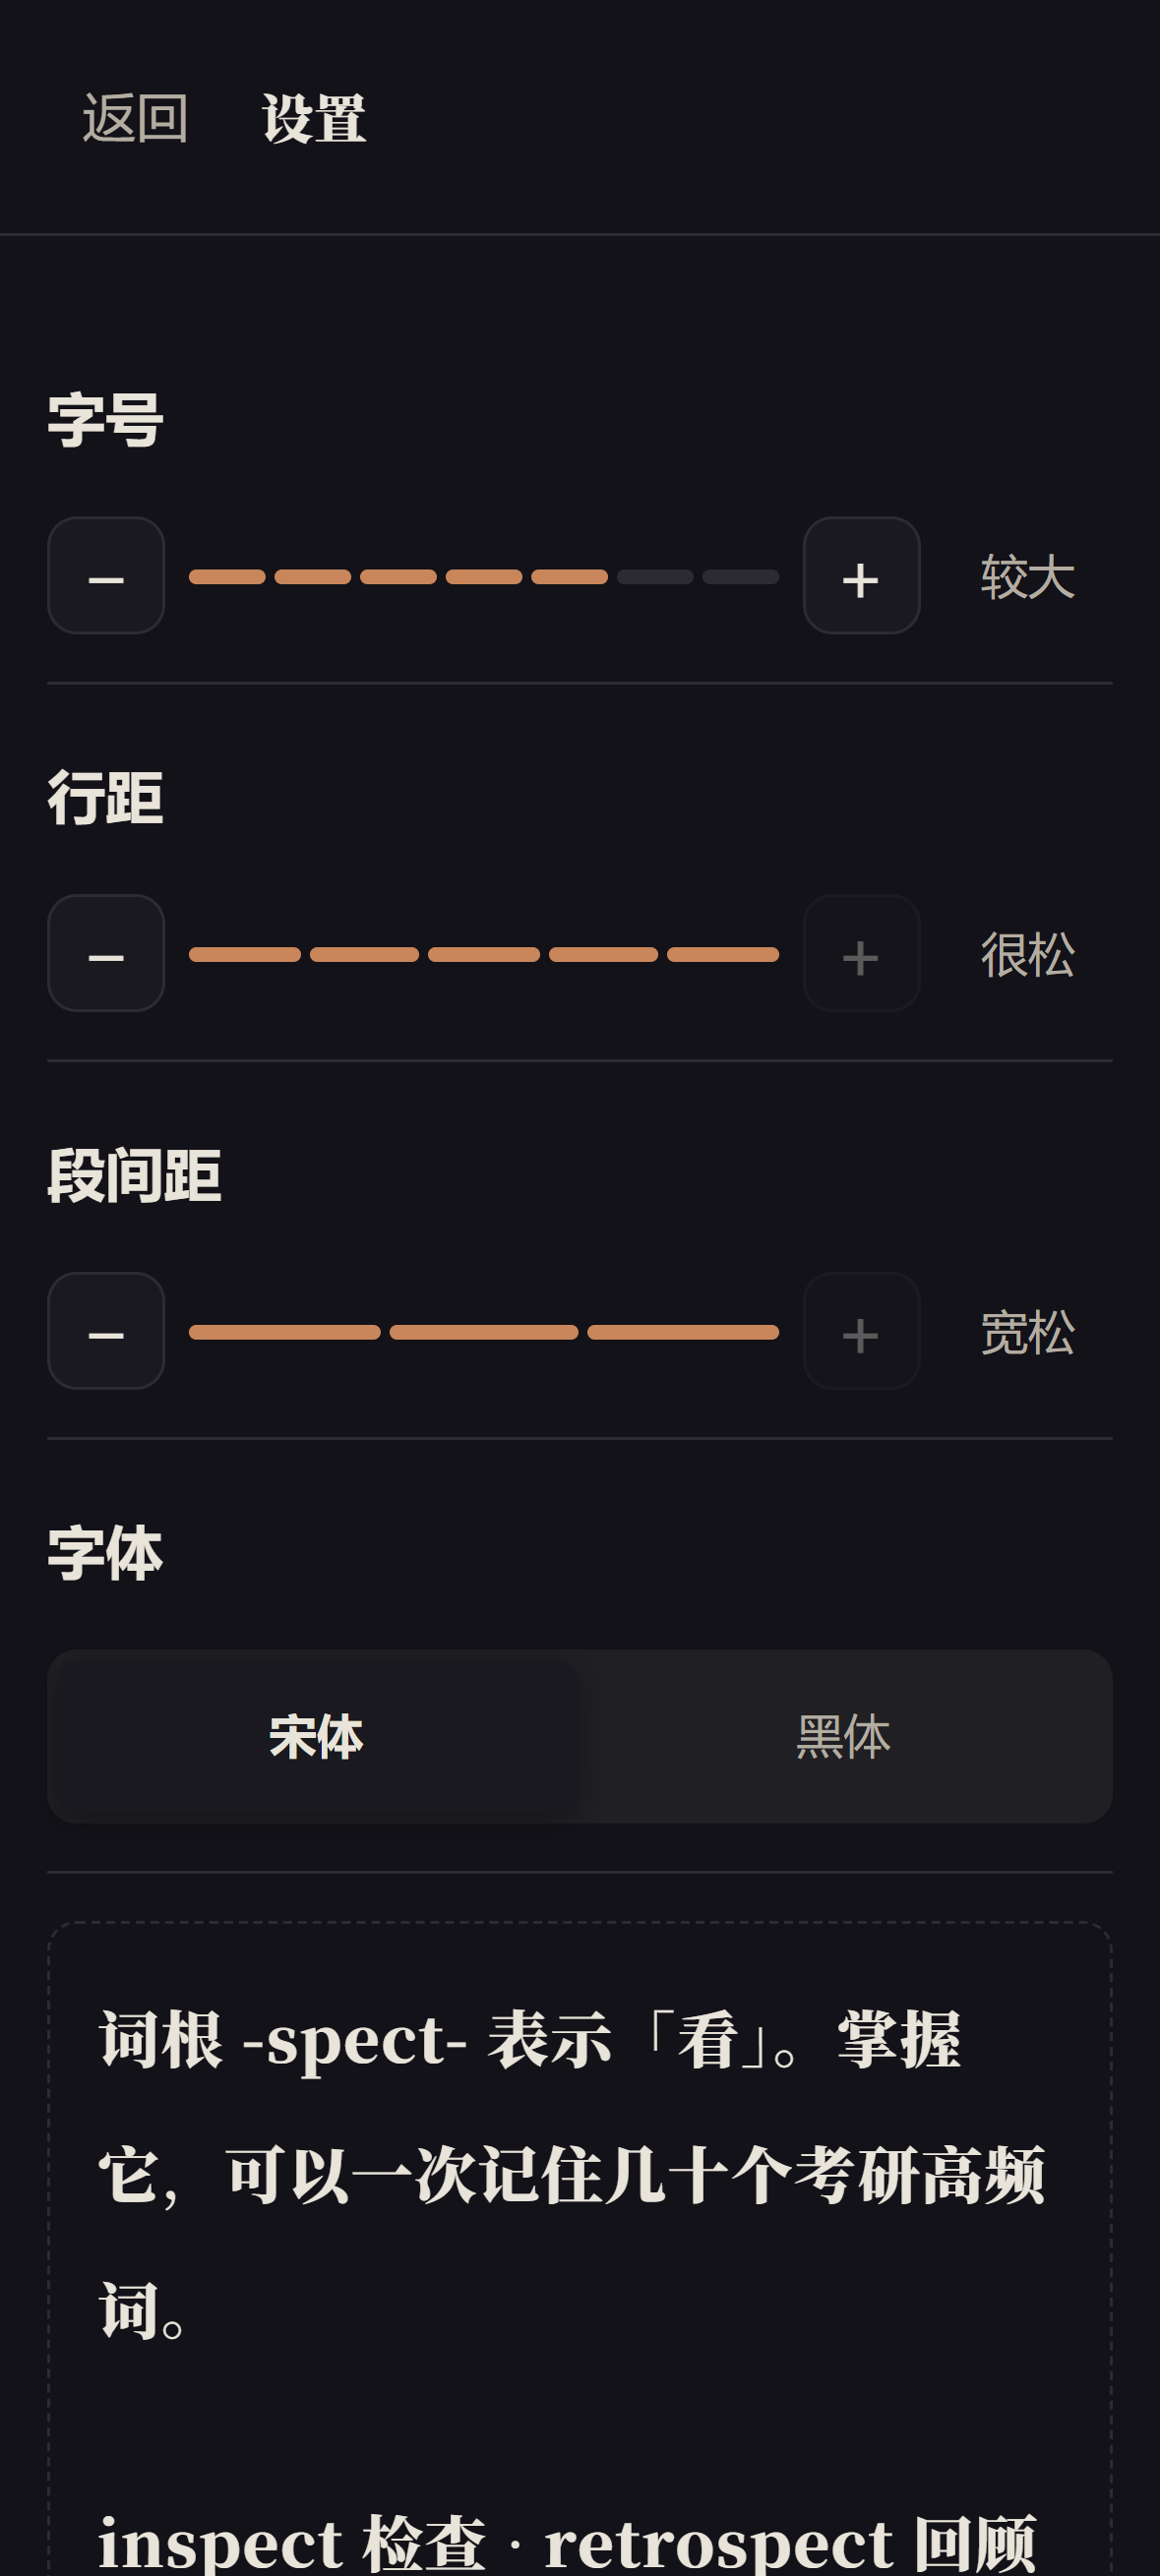 返回 设置
字号
− + 较大
行距
− + 很松
段间距
− + 宽松
字体
宋体 黑体
词根 -spect- 表示「看」。掌握
它，可以一次记住几十个考研高频
词。
inspect 检查 · retrospect 回顾